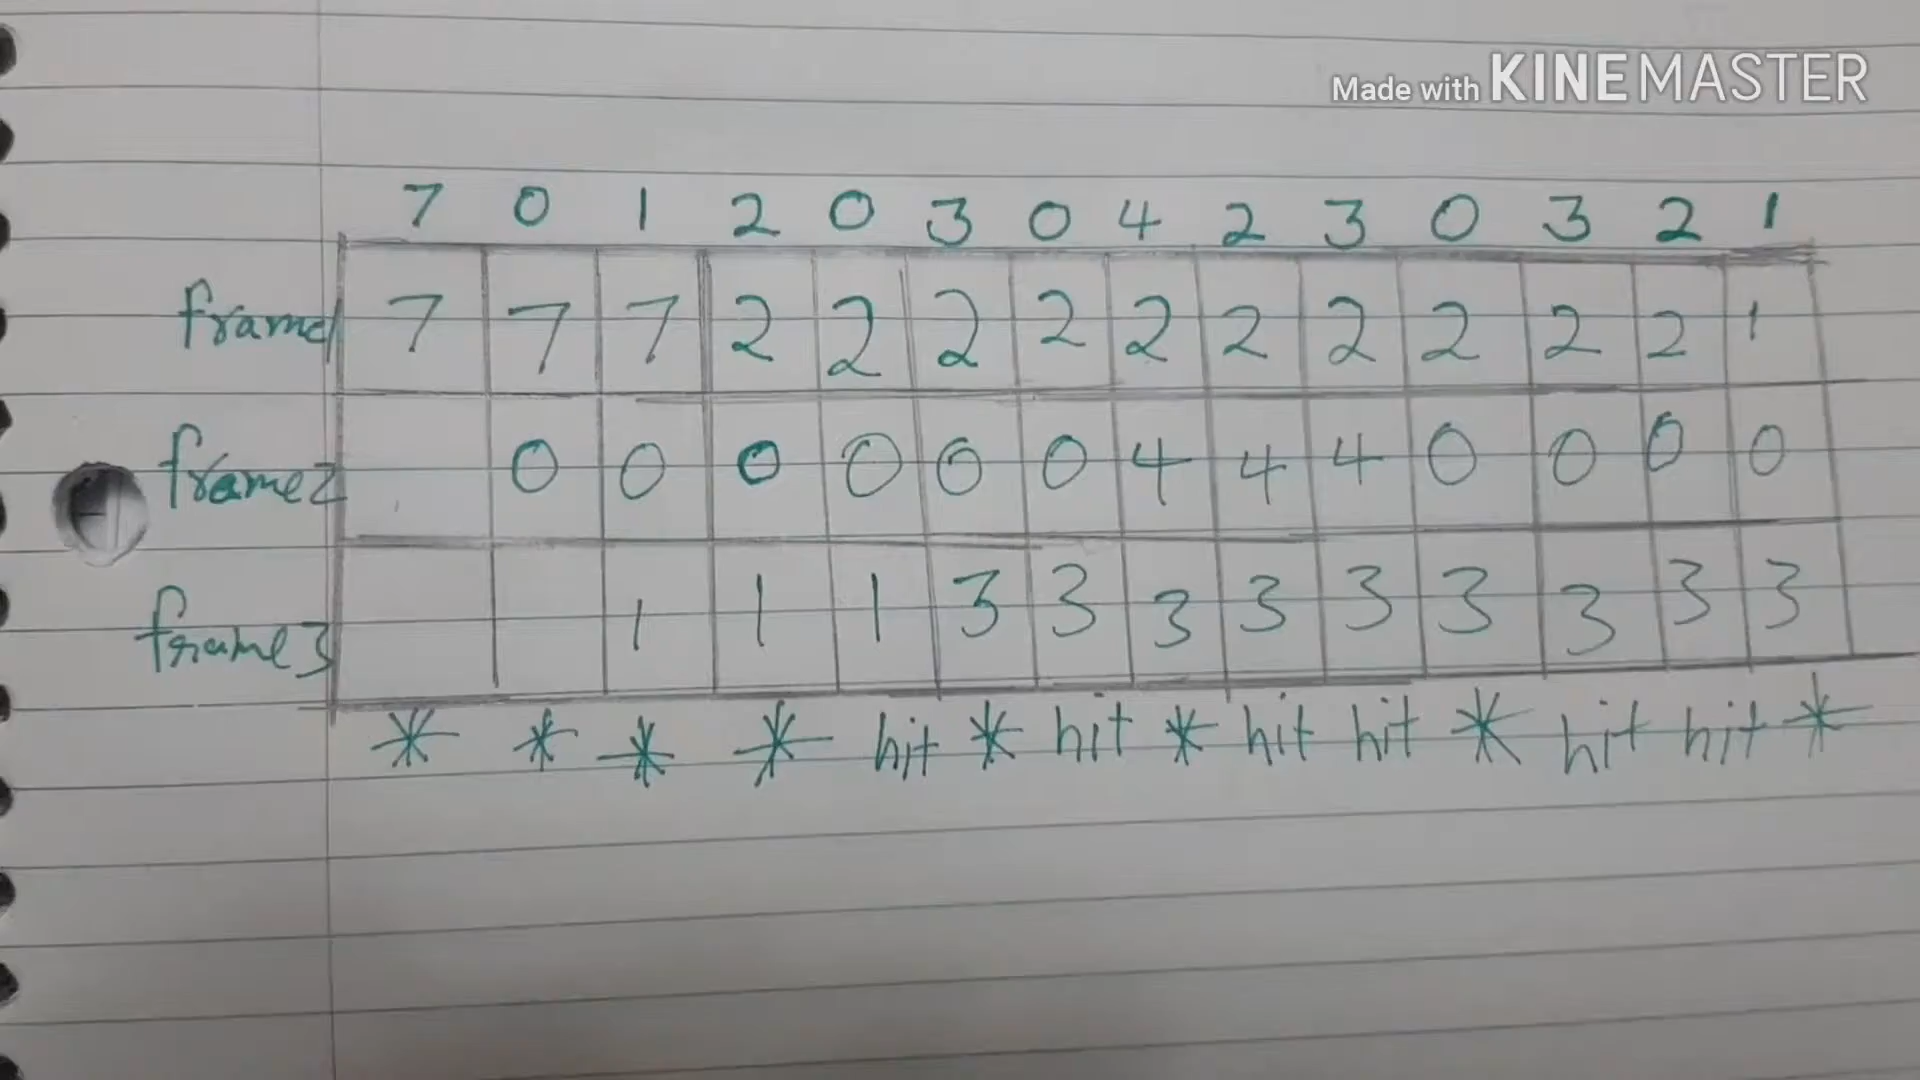 Made with KINEMASTER
7 0 1 2 0 3 0 4 2 3 0 3 2 1
frame1 7 7 7 2 2 2 2 2 2 2 2 2 2 1
frame2 0 0 0 0 0 0 4 4 4 0 0 0 0
frame3 1 1 1 3 3 3 3 3 3 3 3 3
* * * * hit * hit * hit hit * hit hit *